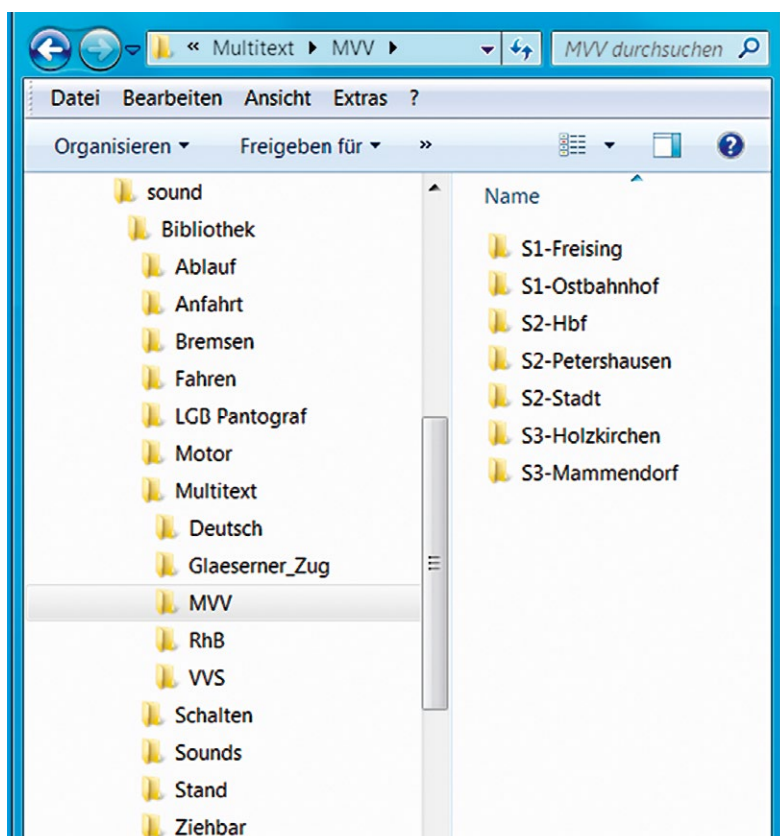 « Multitext ▸ MVV ▸ MVV durchsuchen
Datei Bearbeiten Ansicht Extras ?
Organisieren Freigeben für »
sound
Bibliothek
Ablauf
Anfahrt
Bremsen
Fahren
LGB Pantograf
Motor
Multitext
Deutsch
Glaeserner_Zug
MVV
RhB
VVS
Schalten
Sounds
Stand
Ziehbar
Name
S1-Freising
S1-Ostbahnhof
S2-Hbf
S2-Petershausen
S2-Stadt
S3-Holzkirchen
S3-Mammendorf